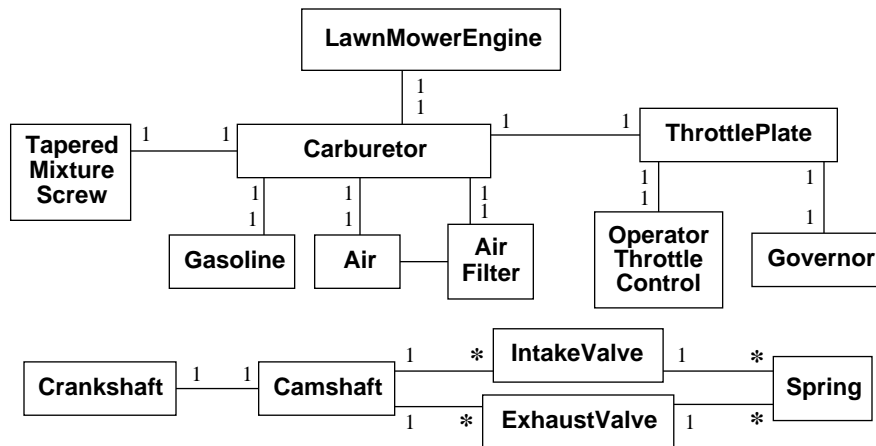 LawnMowerEngine
1
1
Tapered
Mixture
Screw
1
1
Carburetor
1
1
ThrottlePlate
1
1
1
1
1
1
1
1
1
1
Gasoline
Air
Air
Filter
Operator
Throttle
Control
Governor
Crankshaft
1
1
Camshaft
1
*
IntakeValve
1
*
Spring
1
*
ExhaustValve
1
*